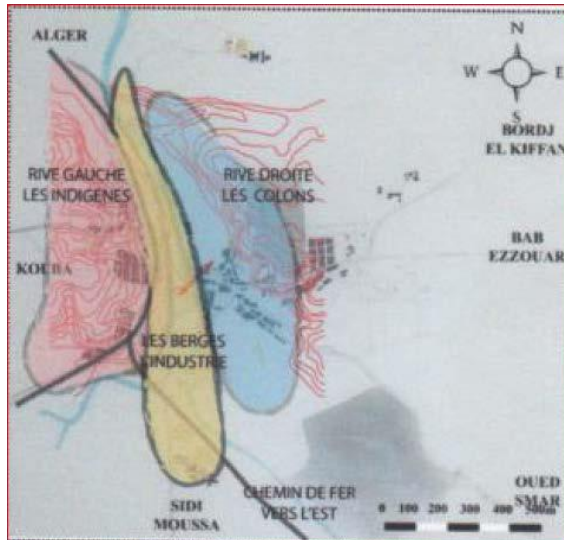 ALGER
N
W
E
S
BORDJ
EL KIFFAN
RIVE GAUCHE
LES INDIGENES
RIVE DROITE
LES COLONS
KOUBA
BAB
EZZOUAR
LES BERGES
L'INDUSTRIE
SIDI
MOUSSA
CHEMIN DE FER
VERS L'EST
OUED
SMAR
0 100 200 300 400 500m